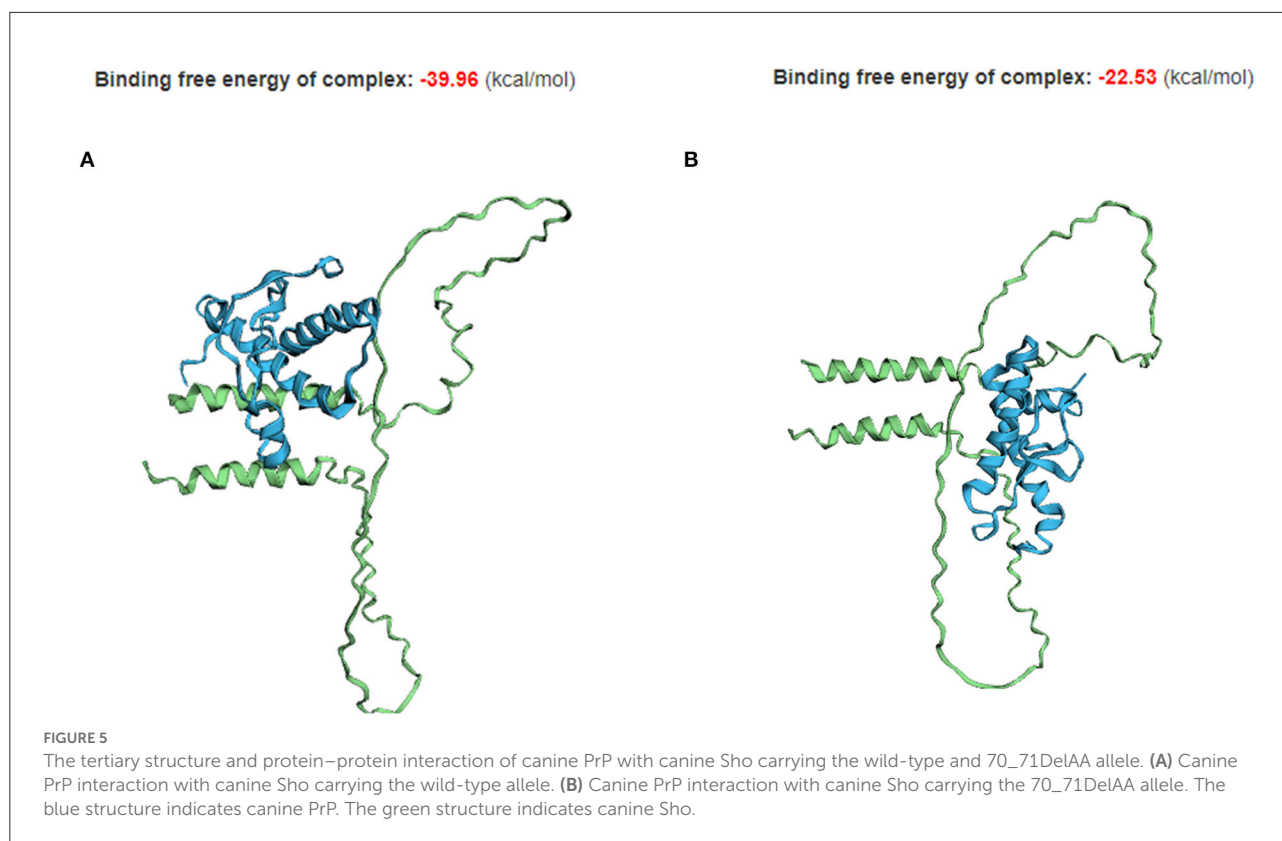 Binding free energy of complex: -39.96 (kcal/mol)
Binding free energy of complex: -22.53 (kcal/mol)
A
B
FIGURE 5
The tertiary structure and protein–protein interaction of canine PrP with canine Sho carrying the wild-type and 70_71DelAA allele. (A) Canine
PrP interaction with canine Sho carrying the wild-type allele. (B) Canine PrP interaction with canine Sho carrying the 70_71DelAA allele. The
blue structure indicates canine PrP. The green structure indicates canine Sho.